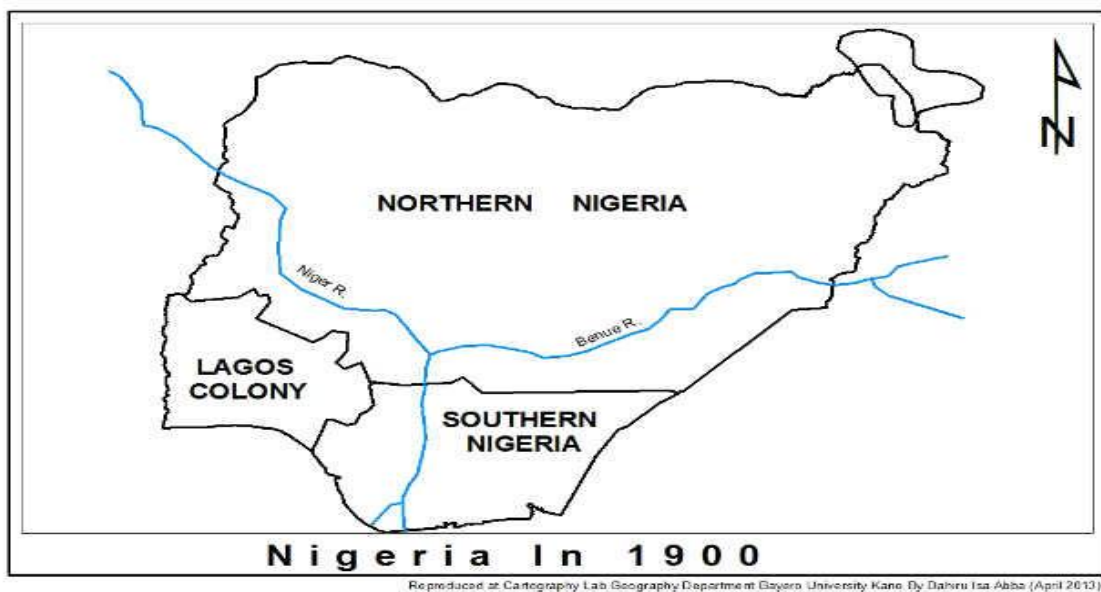 N
NORTHERN NIGERIA
Niger R.
Benue R.
LAGOS
COLONY
SOUTHERN
NIGERIA
Nigeria In 1900
Reproduced at Cartography Lab Geography Department Bayero University Kano By Dahiru Isa Abba (April 2013)